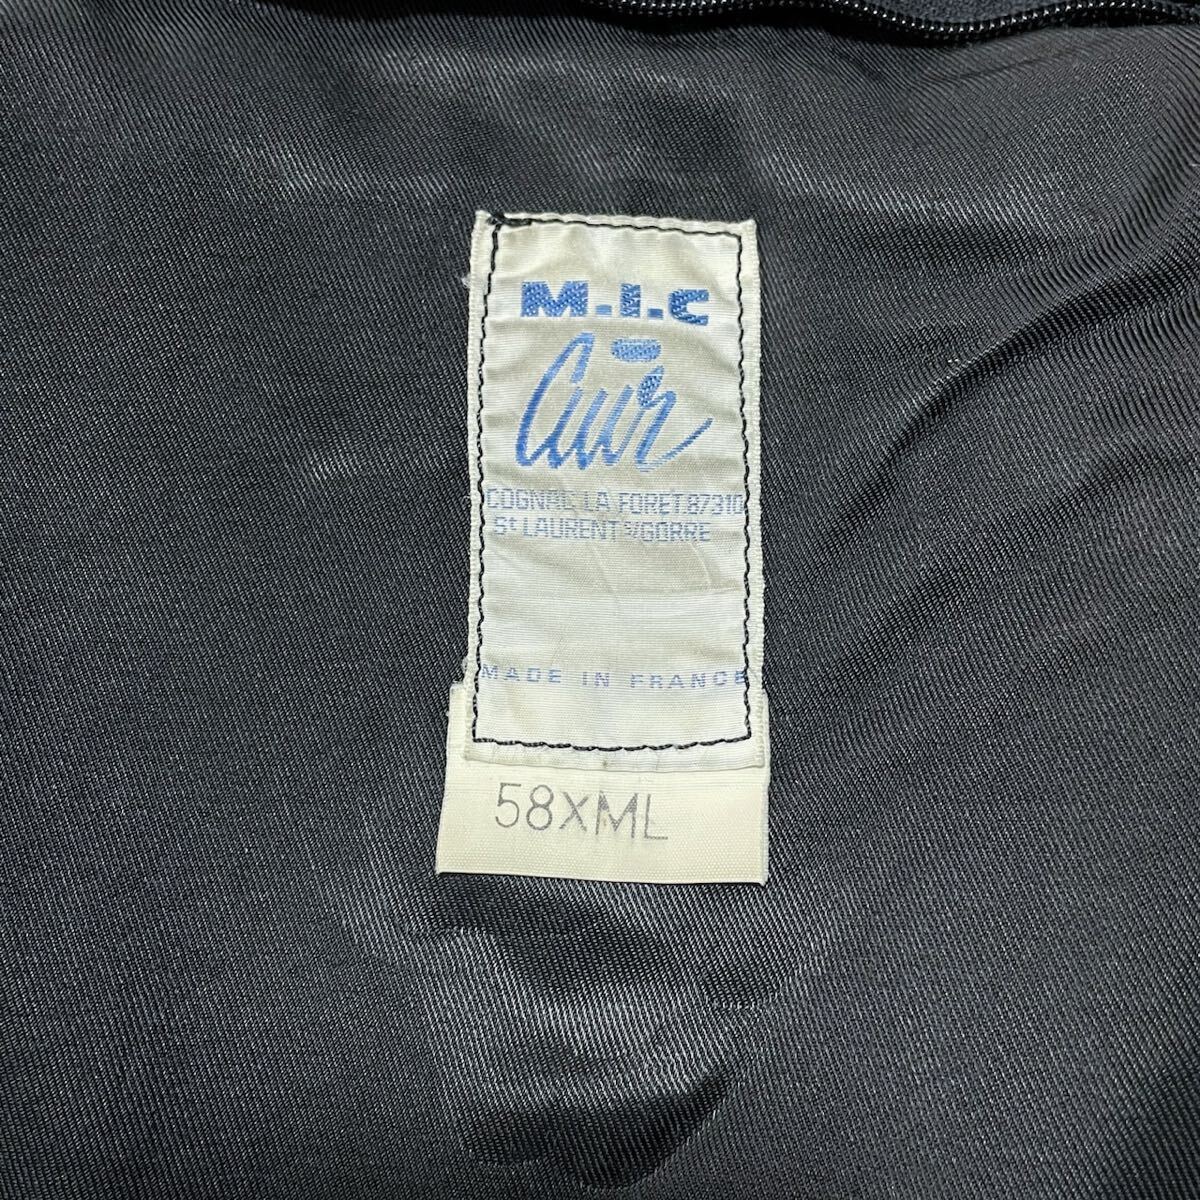 M.I.C
Cuir
COGNAC LA FORET 87310
St LAURENT S/GORRE
MADE IN FRANCE
58XML